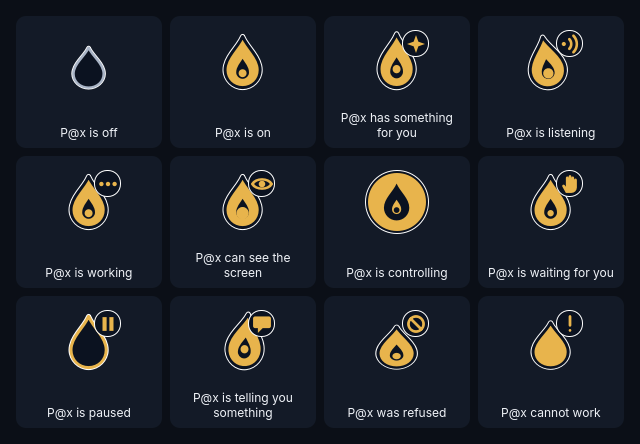 P@x is off
P@x is on
P@x has something
for you
P@x is listening
P@x is working
P@x can see the
screen
P@x is controlling
P@x is waiting for you
P@x is paused
P@x is telling you
something
P@x was refused
P@x cannot work